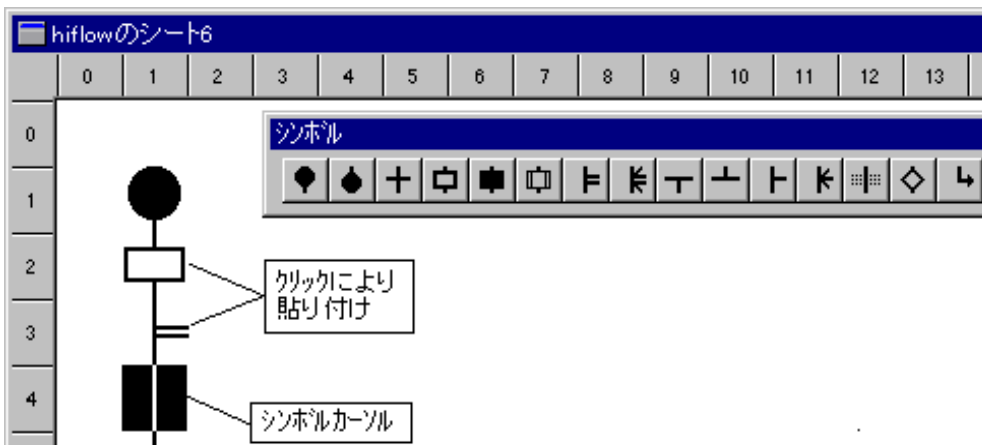 hiflowのシート6
0 1 2 3 4 5 6 7 8 9 10 11 12 13
0
シンボル
1
2
クリックにより
貼り付け
3
4
シンボルカーソル